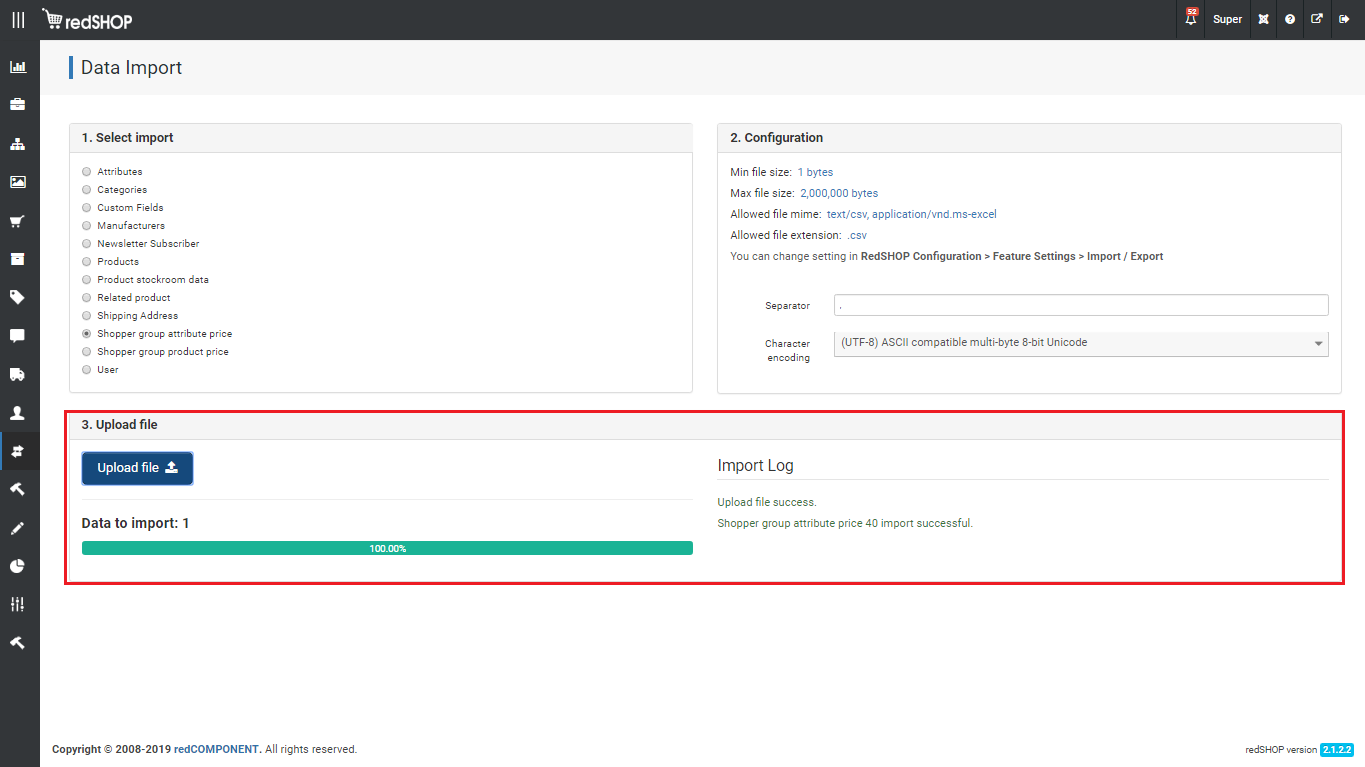 redSHOP
52
Super
Data Import
1. Select import
Attributes
Categories
Custom Fields
Manufacturers
Newsletter Subscriber
Products
Product stockroom data
Related product
Shipping Address
Shopper group attribute price
Shopper group product price
User
2. Configuration
Min file size: 1 bytes
Max file size: 2,000,000 bytes
Allowed file mime: text/csv, application/vnd.ms-excel
Allowed file extension: .csv
You can change setting in RedSHOP Configuration > Feature Settings > Import / Export
Separator
Character
encoding
(UTF-8) ASCII compatible multi-byte 8-bit Unicode
3. Upload file
Upload file
Data to import: 1
100.00%
Import Log
Upload file success.
Shopper group attribute price 40 import successful.
Copyright © 2008-2019 redCOMPONENT. All rights reserved.
redSHOP version 2.1.2.2